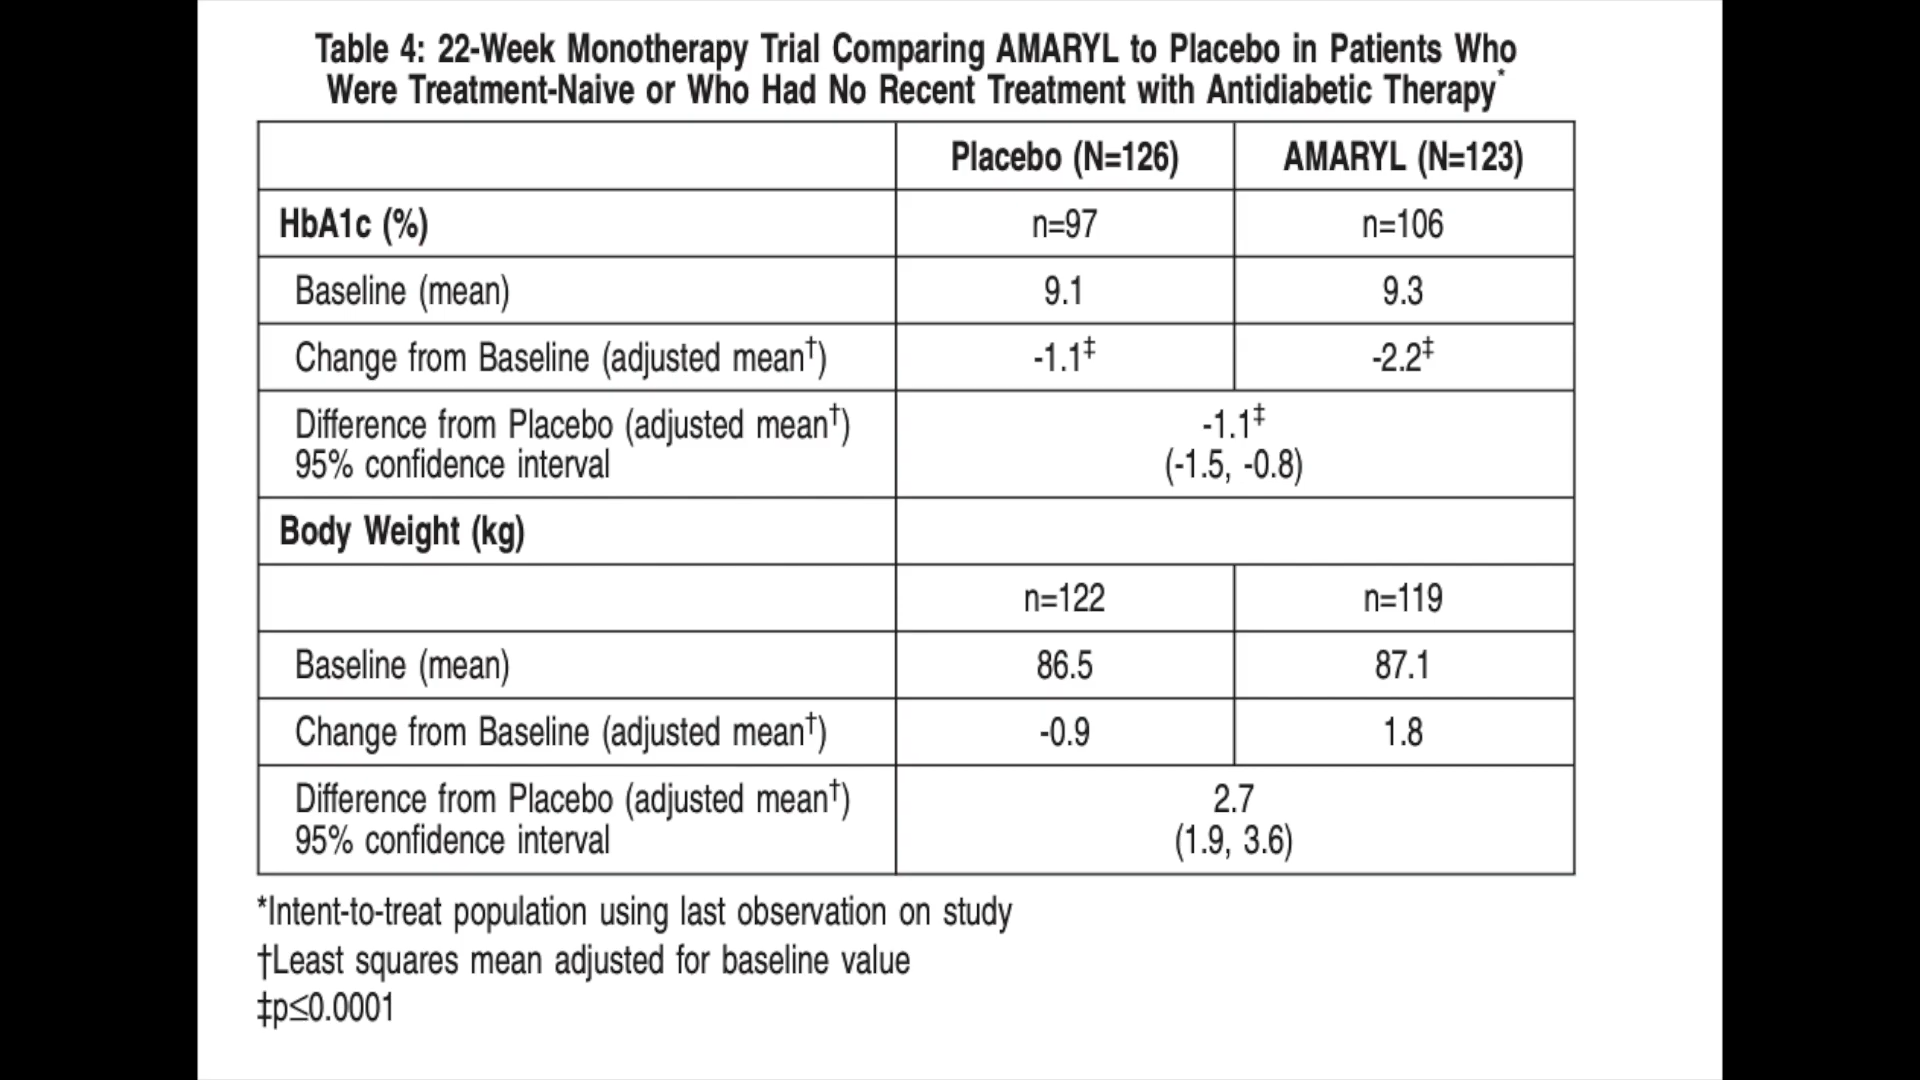 Table 4: 22-Week Monotherapy Trial Comparing AMARYL to Placebo in Patients Who
Were Treatment-Naive or Who Had No Recent Treatment with Antidiabetic Therapy*
Placebo (N=126) AMARYL (N=123)
HbA1c (%) n=97 n=106
Baseline (mean) 9.1 9.3
Change from Baseline (adjusted mean†) -1.1‡ -2.2‡
Difference from Placebo (adjusted mean†) -1.1‡
95% confidence interval (-1.5, -0.8)
Body Weight (kg)
n=122 n=119
Baseline (mean) 86.5 87.1
Change from Baseline (adjusted mean†) -0.9 1.8
Difference from Placebo (adjusted mean†) 2.7
95% confidence interval (1.9, 3.6)
*Intent-to-treat population using last observation on study
†Least squares mean adjusted for baseline value
‡p≤0.0001